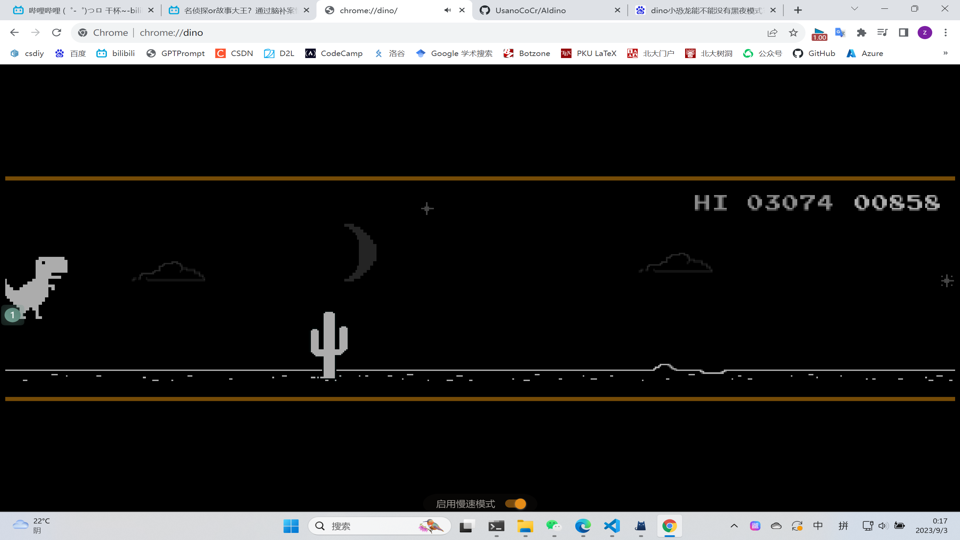 哔哩哔哩 (゜-゜)つロ 干杯~-bili
名侦探or故事大王？通过脑补案
chrome://dino/
UsanoCoCr/AIdino
dino小恐龙能不能没有黑夜模式
Chrome | chrome://dino
1.00
z
csdiy
百度
bilibili
GPTPrompt
CSDN
D2L
CodeCamp
洛谷
Google 学术搜索
Botzone
PKU LaTeX
北大门户
北大树洞
公众号
GitHub
Azure
»
HI 03074 00858
1
启用慢速模式
22°C
阴
搜索
中
拼
0:17
2023/9/3